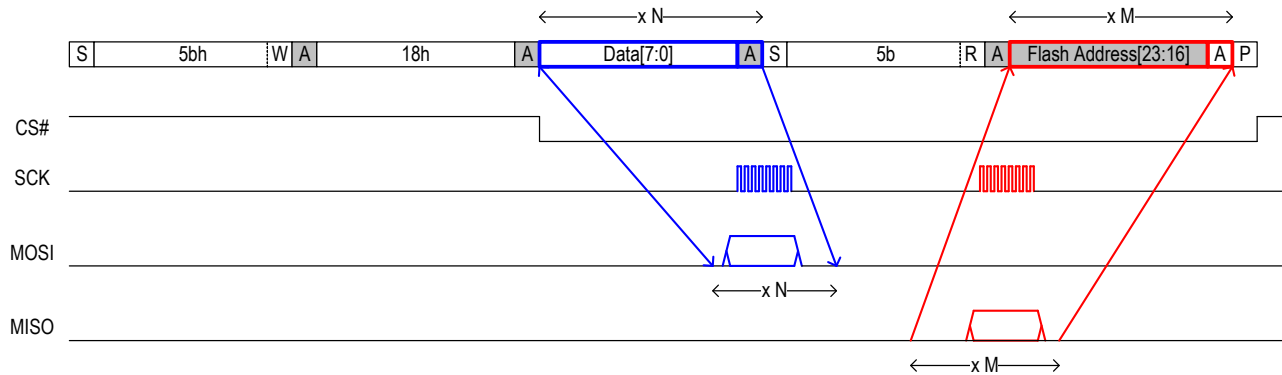 x N x M
S 5bh W A 18h A Data[7:0] A S 5b R A Flash Address[23:16] A P
CS#
SCK
MOSI
x N
MISO
x M